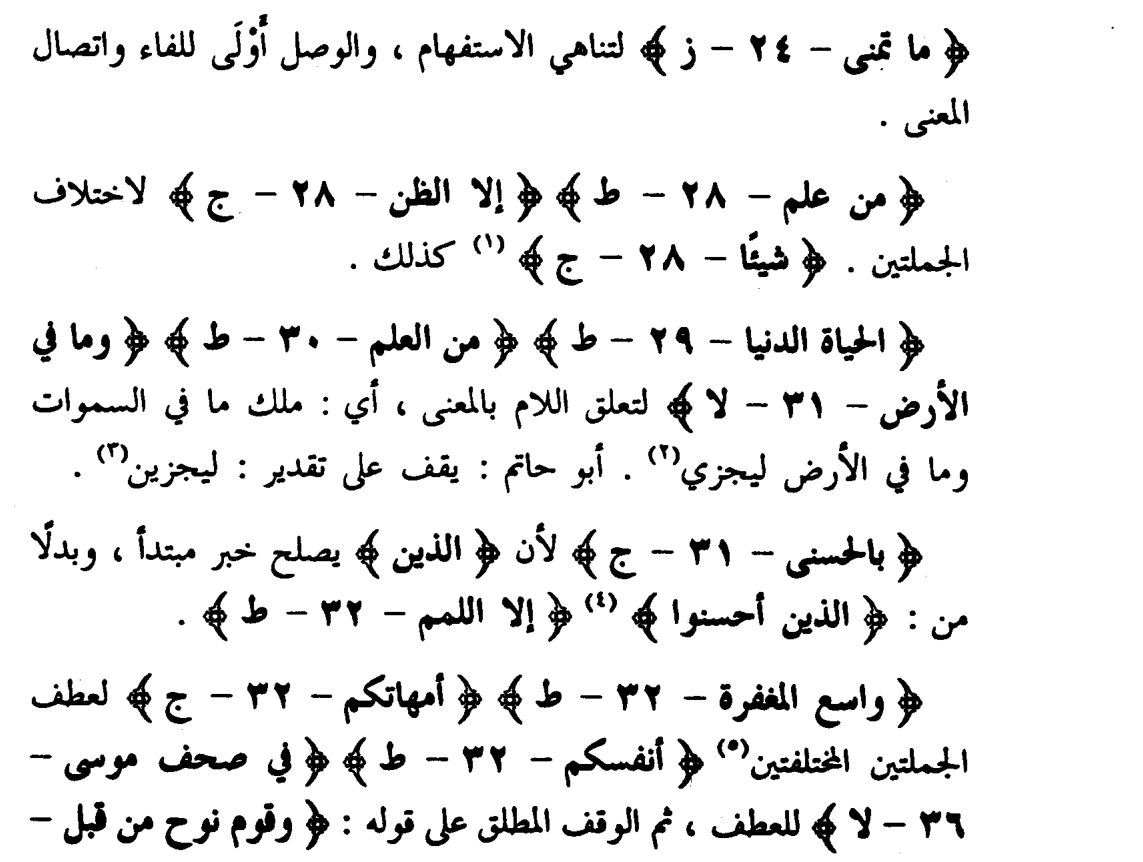 ﴿ ما تمنى – ٢٤ – ز ﴾ لتناهي الاستفهام ، والوصل أَوْلَى للفاء واتصال
المعنى .
﴿ من علم – ٢٨ – ط ﴾ ﴿ إلا الظن – ٢٨ – ج ﴾ لاختلاف
الجملتين . ﴿ شيئًا – ٢٨ – ج ﴾ (١) كذلك .
﴿ الحياة الدنيا – ٢٩ – ط ﴾ ﴿ من العلم – ٣٠ – ط ﴾ ﴿ وما في
الأرض – ٣١ – لا ﴾ لتعلق اللام بالمعنى ، أي : ملك ما في السموات
وما في الأرض ليجزي(٢) . أبو حاتم : يقف على تقدير : ليجزين(٣) .
﴿ بالحسنى – ٣١ – ج ﴾ لأن ﴿ الذين ﴾ يصلح خبر مبتدأ ، وبدلًا
من : ﴿ الذين أحسنوا ﴾ (٤) ﴿ إلا اللمم – ٣٢ – ط ﴾ .
﴿ واسع المغفرة – ٣٢ – ط ﴾ ﴿ أمهاتكم – ٣٢ – ج ﴾ لعطف
الجملتين المختلفتين(٥) ﴿ أنفسكم – ٣٢ – ط ﴾ ﴿ في صحف موسى –
٣٦ – لا ﴾ للعطف ، ثم الوقف المطلق على قوله : ﴿ وقوم نوح من قبل –